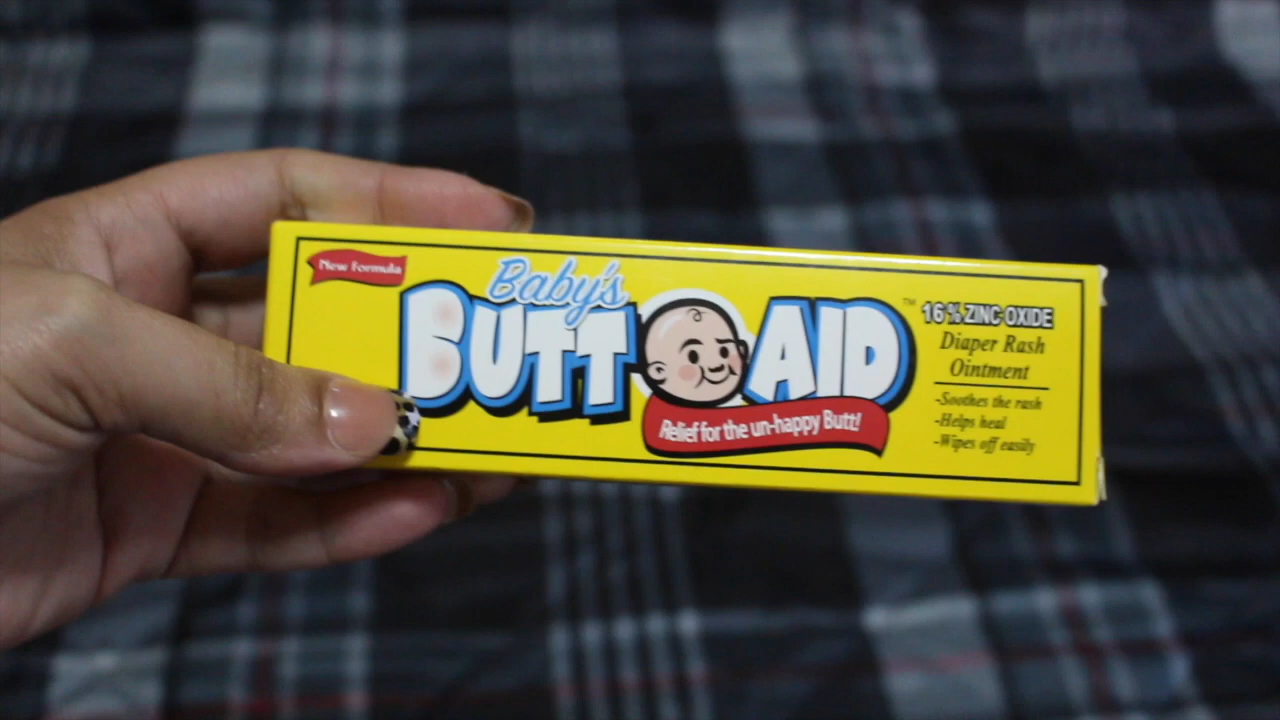 New Formula
Baby's
BUTT AID ™
Relief for the un-happy Butt!
16% ZINC OXIDE
Diaper Rash
Ointment
-Soothes the rash
-Helps heal
-Wipes off easily